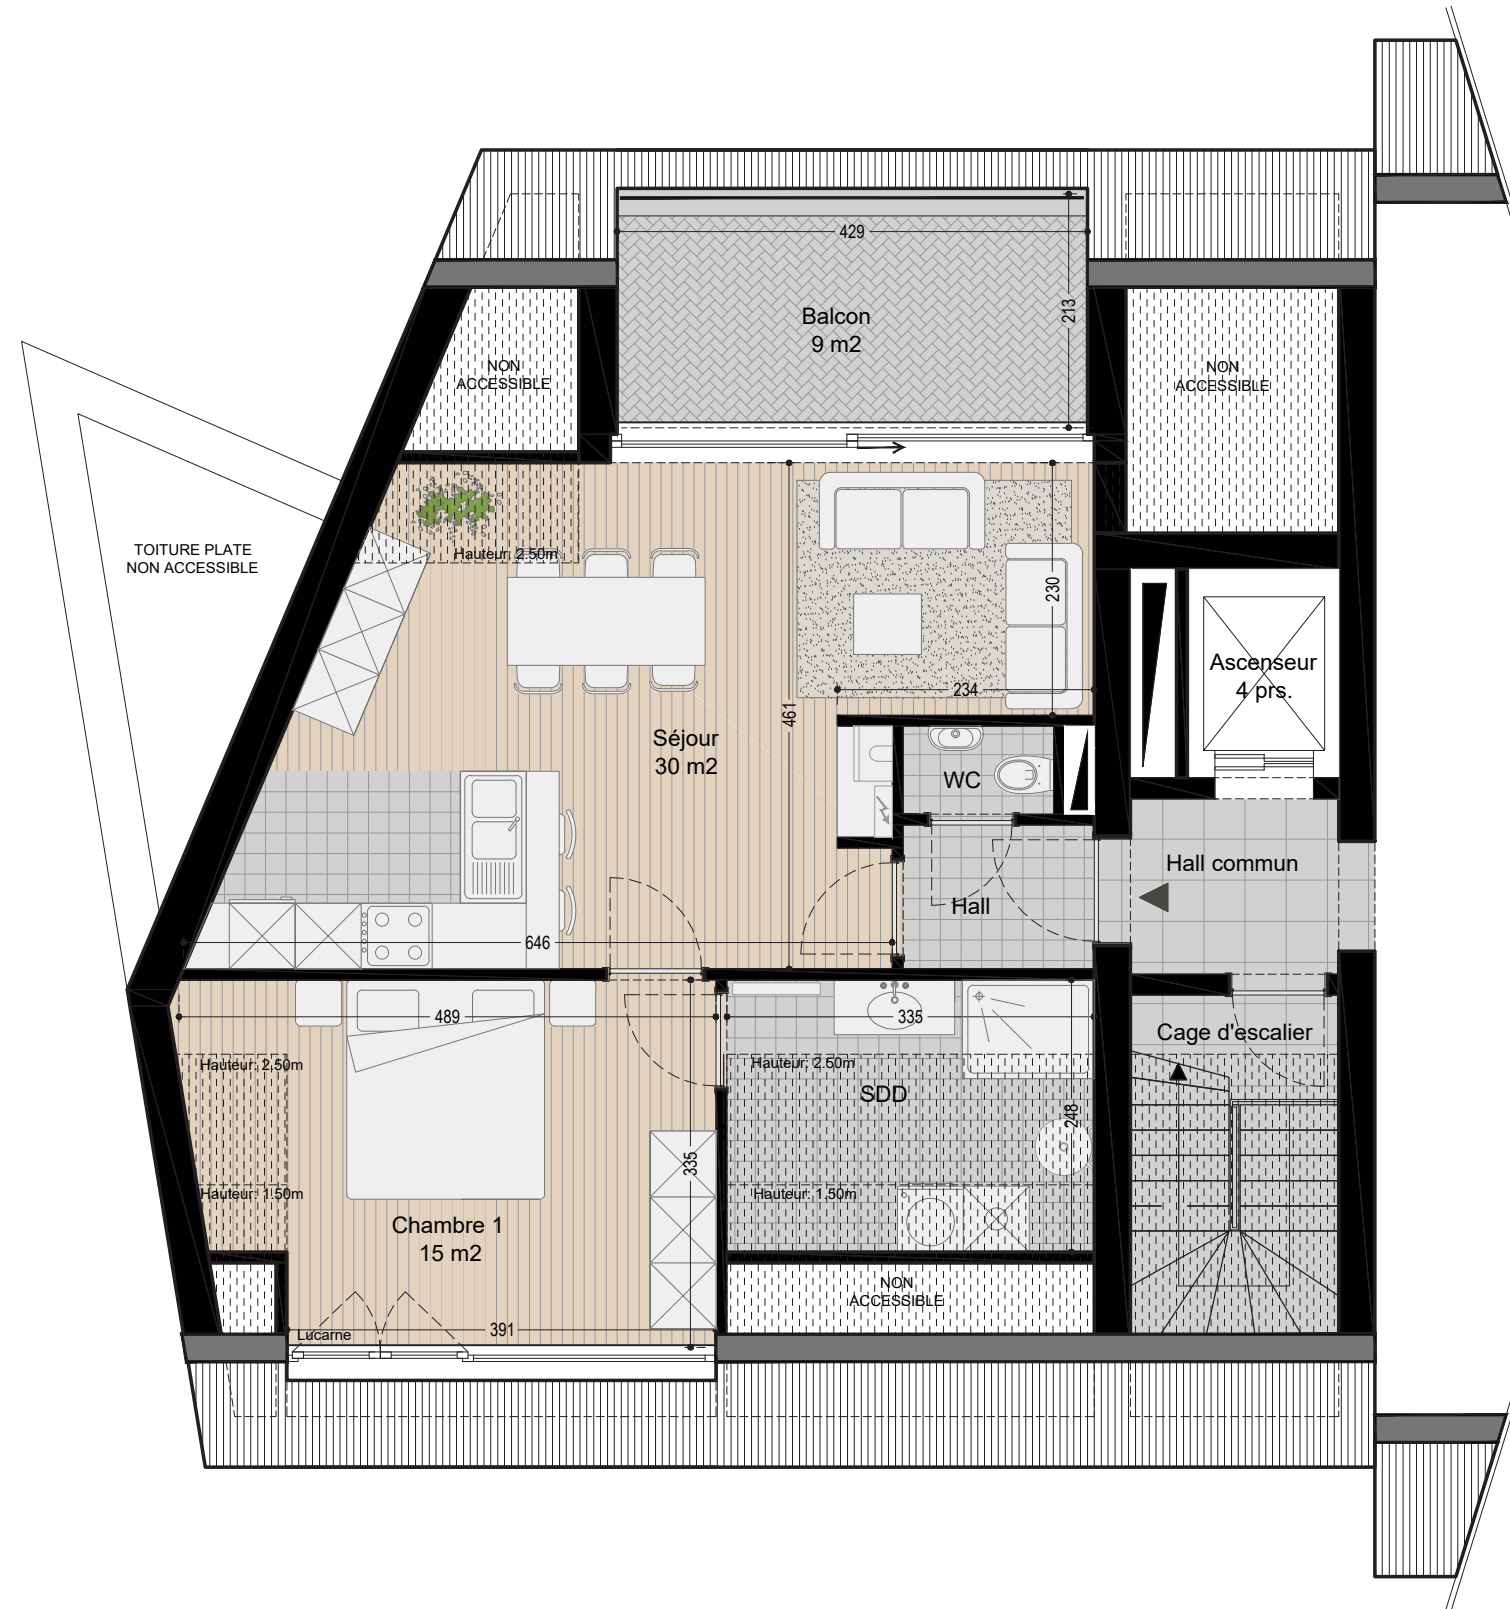 429
213
Balcon
9 m2
NON
ACCESSIBLE
NON
ACCESSIBLE
TOITURE PLATE
NON ACCESSIBLE
Hauteur: 2.50m
230
Ascenseur
4 prs.
234
461
Séjour
30 m2
WC
Hall commun
Hall
646
489
335
Cage d'escalier
Hauteur: 2.50m
Hauteur: 2.50m
SDD
248
335
Hauteur: 1.50m
Hauteur: 1.50m
Chambre 1
15 m2
NON
ACCESSIBLE
391
Lucarne